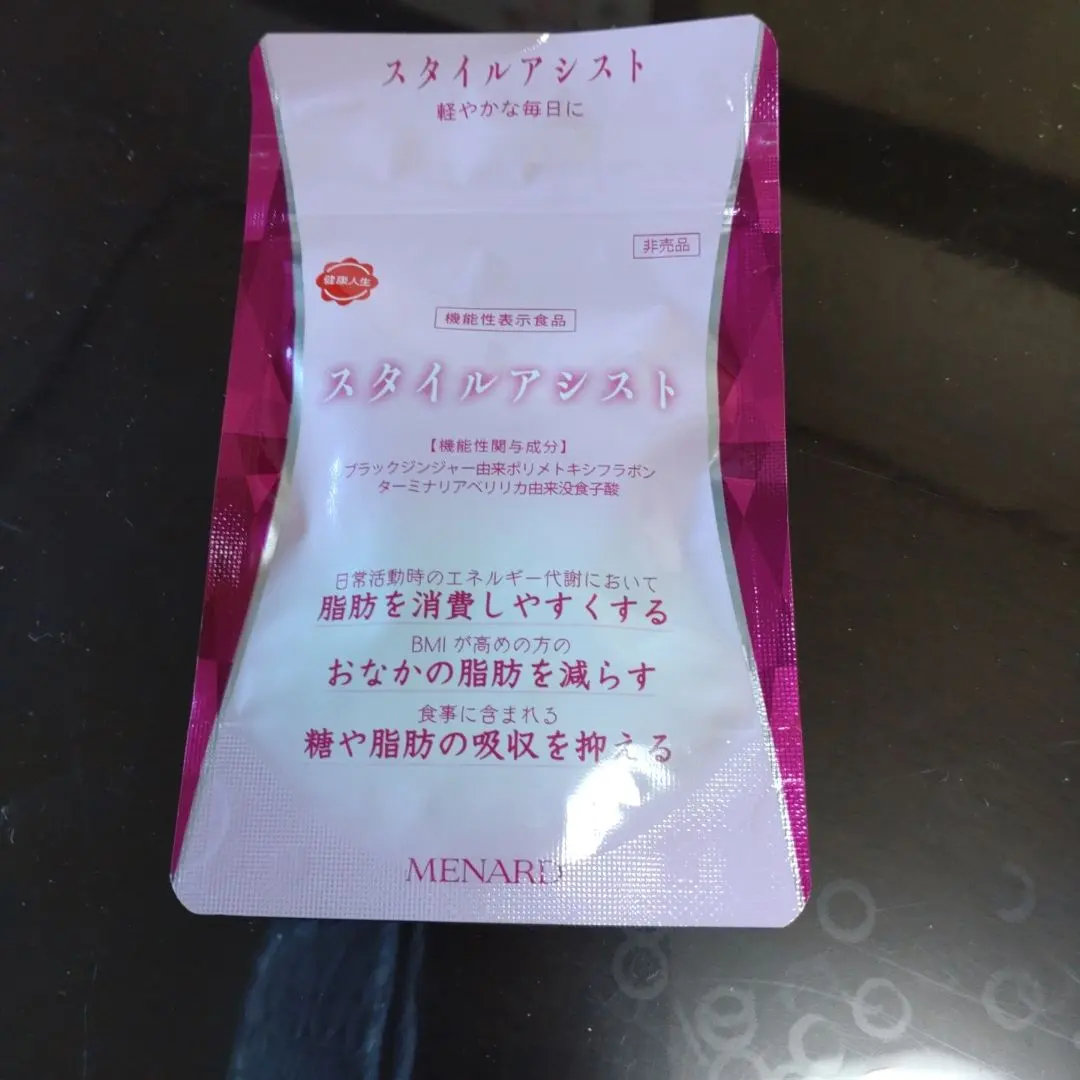 スタイルアシスト
軽やかな毎日に
非売品
健康人生
機能性表示食品
スタイルアシスト
【機能性関与成分】
ブラックジンジャー由来ポリメトキシフラボン
ターミナリアベリリカ由来没食子酸
日常活動時のエネルギー代謝において
脂肪を消費しやすくする
BMIが高めの方の
おなかの脂肪を減らす
食事に含まれる
糖や脂肪の吸収を抑える
MENARD